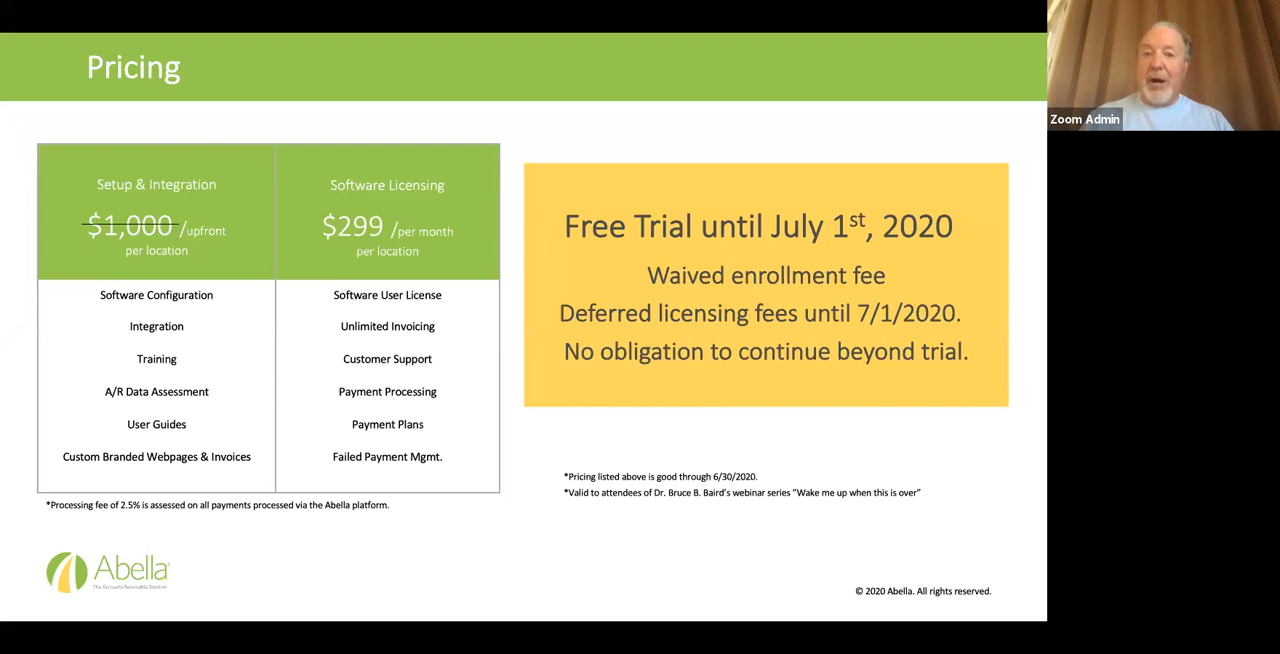 Pricing
Zoom Admin
Setup & Integration
$1,000 /upfront
per location
Software Configuration
Integration
Training
A/R Data Assessment
User Guides
Custom Branded Webpages & Invoices
Software Licensing
$299 /per month
per location
Software User License
Unlimited Invoicing
Customer Support
Payment Processing
Payment Plans
Failed Payment Mgmt.
*Processing fee of 2.5% is assessed on all payments processed via the Abella platform.
Free Trial until July 1st, 2020
Waived enrollment fee
Deferred licensing fees until 7/1/2020.
No obligation to continue beyond trial.
*Pricing listed above is good through 6/30/2020.
*Valid to attendees of Dr. Bruce B. Baird's webinar series "Wake me up when this is over"
Abella
The Accounts Receivable Solution
© 2020 Abella. All rights reserved.